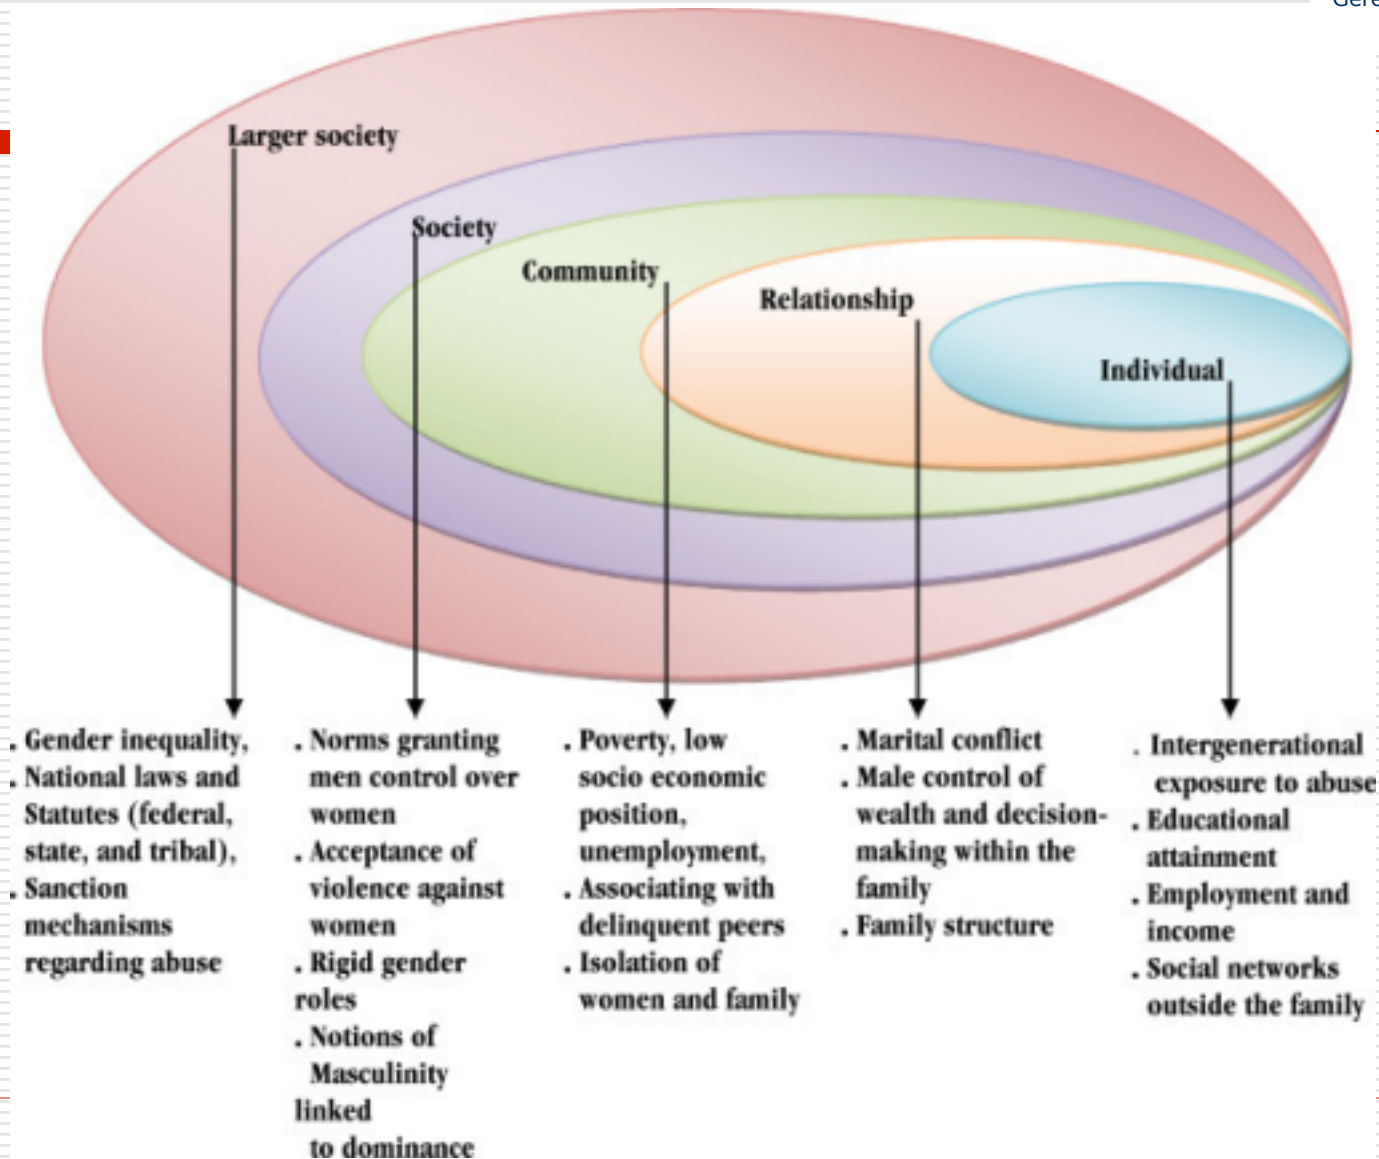 Larger society
Society
Community
Relationship
Individual
. Gender inequality,
. National laws and
Statutes (federal,
state, and tribal),
. Sanction
mechanisms
regarding abuse
. Norms granting
men control over
women
. Acceptance of
violence against
women
. Rigid gender
roles
. Notions of
Masculinity
linked
to dominance
. Poverty, low
socio economic
position,
unemployment,
. Associating with
delinquent peers
. Isolation of
women and family
. Marital conflict
. Male control of
wealth and decision-
making within the
family
. Family structure
. Intergenerational
exposure to abuse
. Educational
attainment
. Employment and
income
. Social networks
outside the family